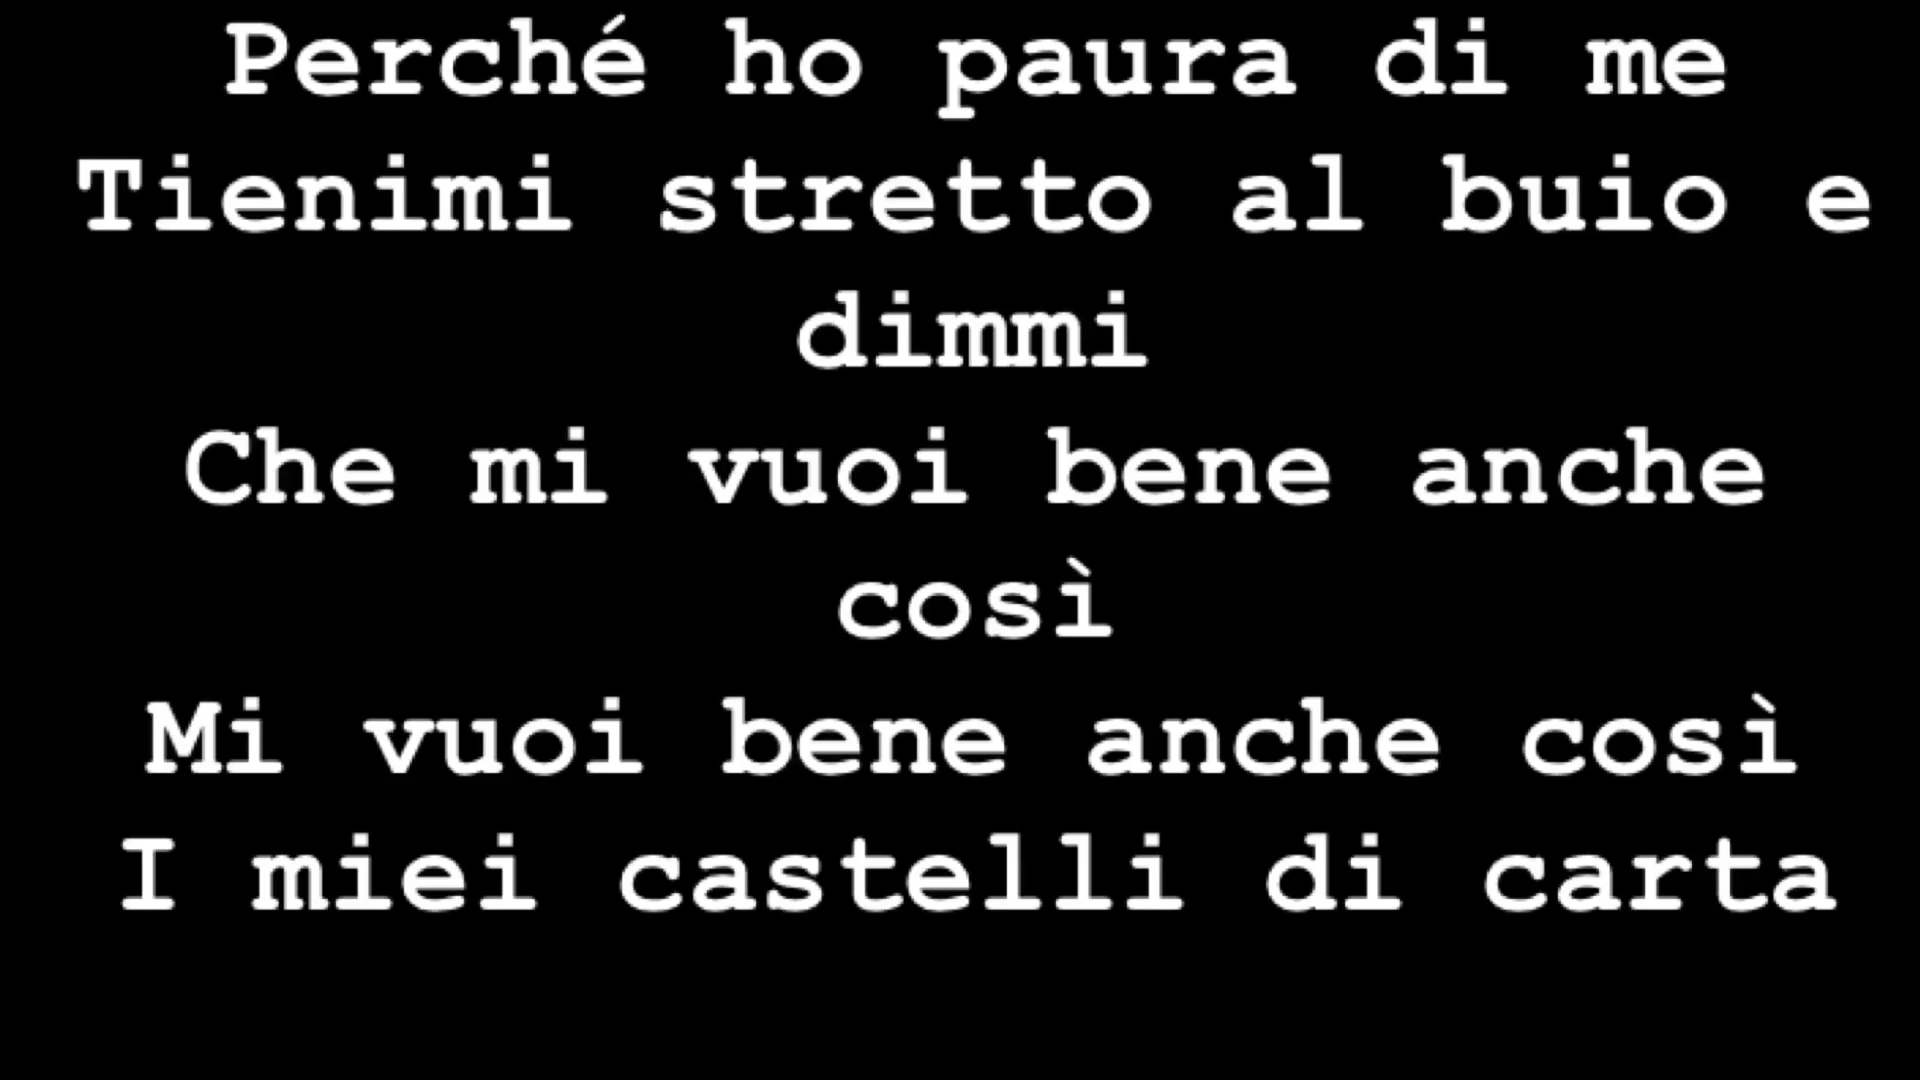 Perché ho paura di me
Tienimi stretto al buio e
dimmi
Che mi vuoi bene anche
così
Mi vuoi bene anche così
I miei castelli di carta